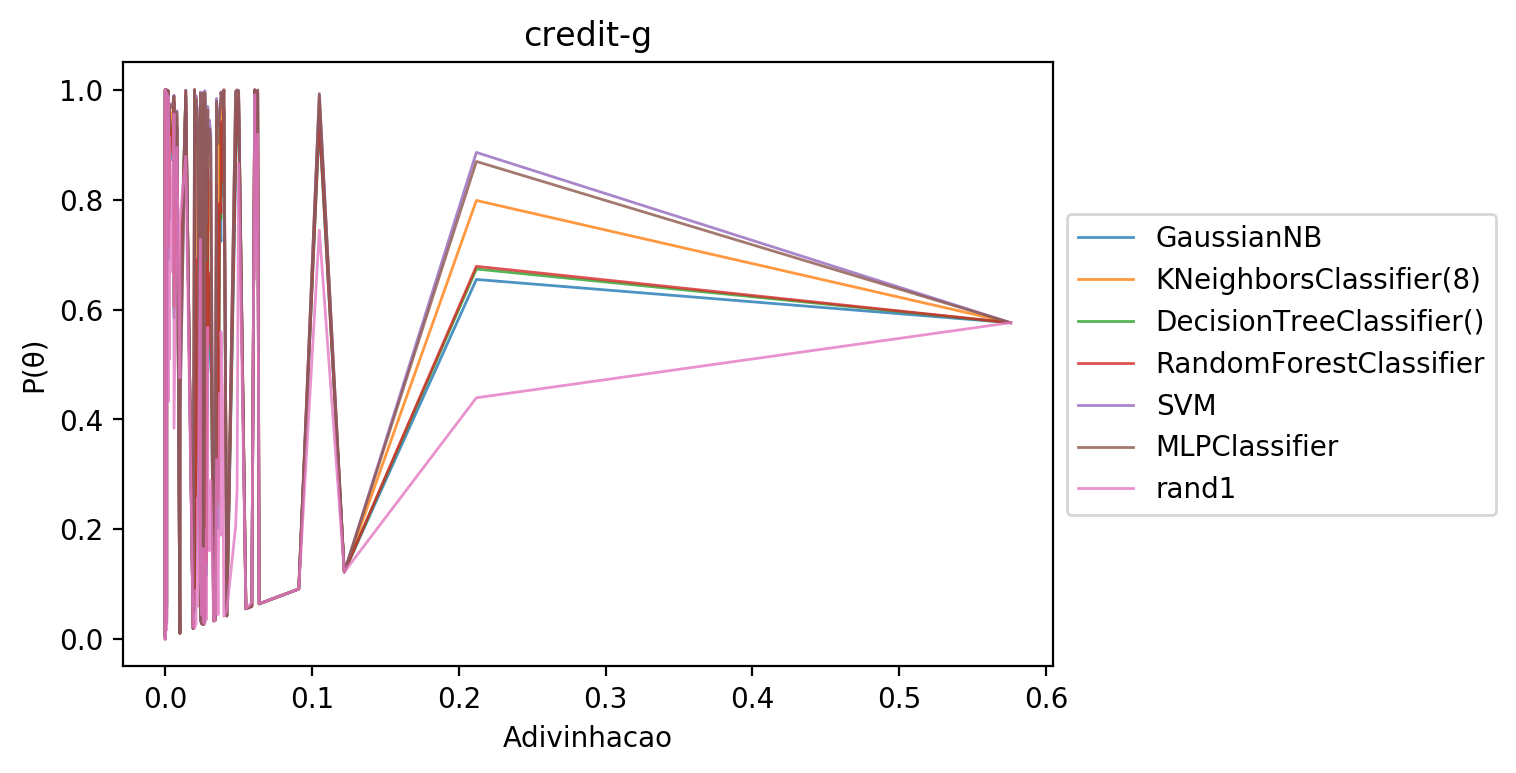 credit-g
P(θ)
1.0
0.8
0.6
0.4
0.2
0.0
0.0 0.1 0.2 0.3 0.4 0.5 0.6
Adivinhacao
GaussianNB
KNeighborsClassifier(8)
DecisionTreeClassifier()
RandomForestClassifier
SVM
MLPClassifier
rand1